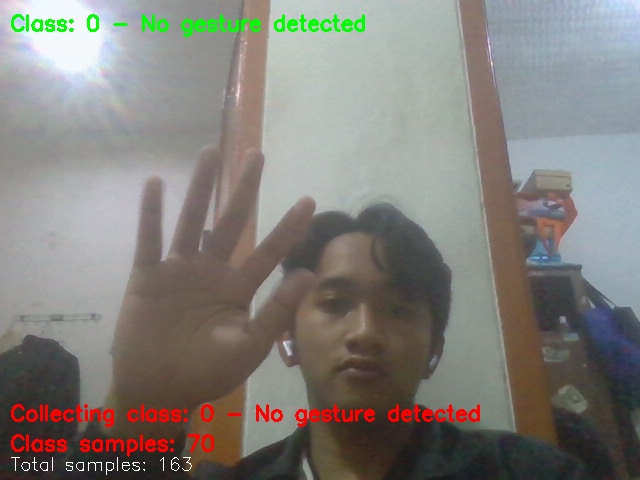 Class: 0 - No gesture detected
Collecting class: 0 - No gesture detected
Class samples: 70
Total samples: 163